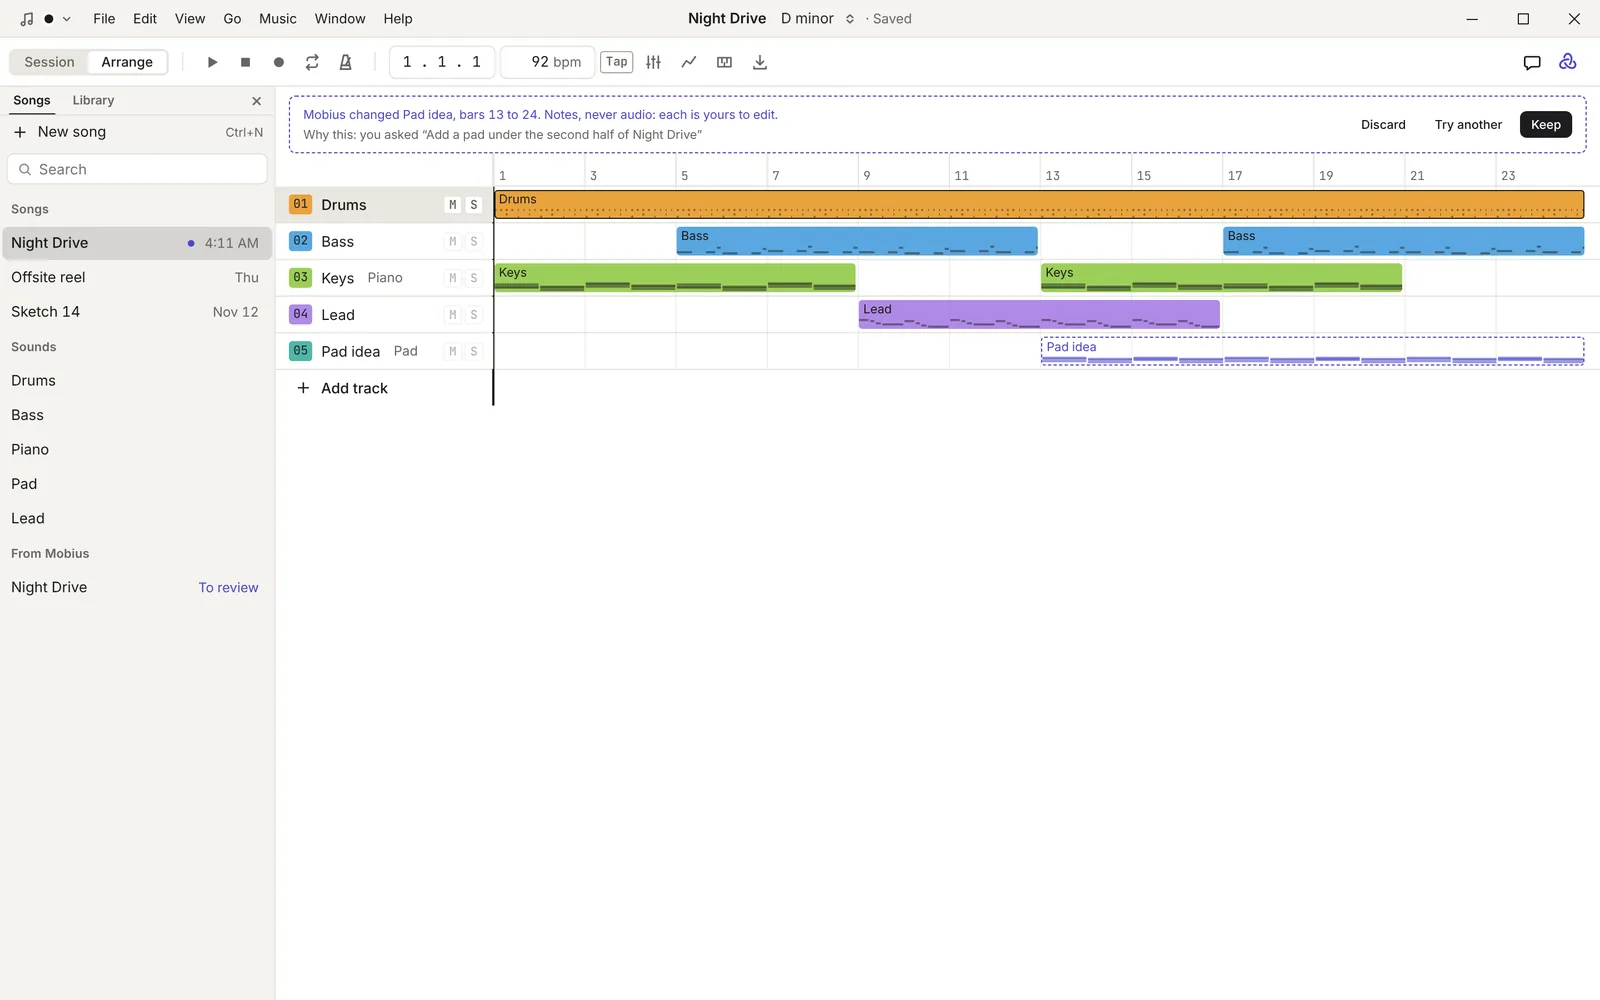 File Edit View Go Music Window Help
Night Drive D minor · Saved
Session Arrange
1 . 1 . 1
92 bpm
Tap
Songs Library
New song Ctrl+N
Search
Songs
Night Drive 4:11 AM
Offsite reel Thu
Sketch 14 Nov 12
Sounds
Drums
Bass
Piano
Pad
Lead
From Mobius
Night Drive To review
Mobius changed Pad idea, bars 13 to 24. Notes, never audio: each is yours to edit.
Why this: you asked “Add a pad under the second half of Night Drive”
Discard Try another Keep
1 3 5 7 9 11 13 15 17 19 21 23
01 Drums M S Drums
02 Bass M S Bass Bass
03 Keys Piano M S Keys Keys
04 Lead M S Lead
05 Pad idea Pad M S Pad idea
Add track